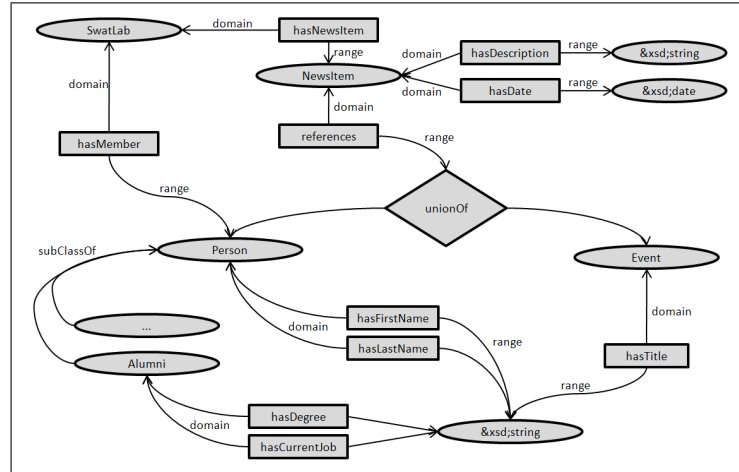 SwatLab
domain
hasNewsItem
range
NewsItem
domain
hasDescription
range
&xsd;string
domain
hasDate
range
&xsd;date
domain
domain
references
range
hasMember
range
unionOf
subClassOf
Person
Event
...
hasFirstName
domain
range
domain
hasLastName
hasTitle
Alumni
range
hasDegree
domain
&xsd;string
hasCurrentJob